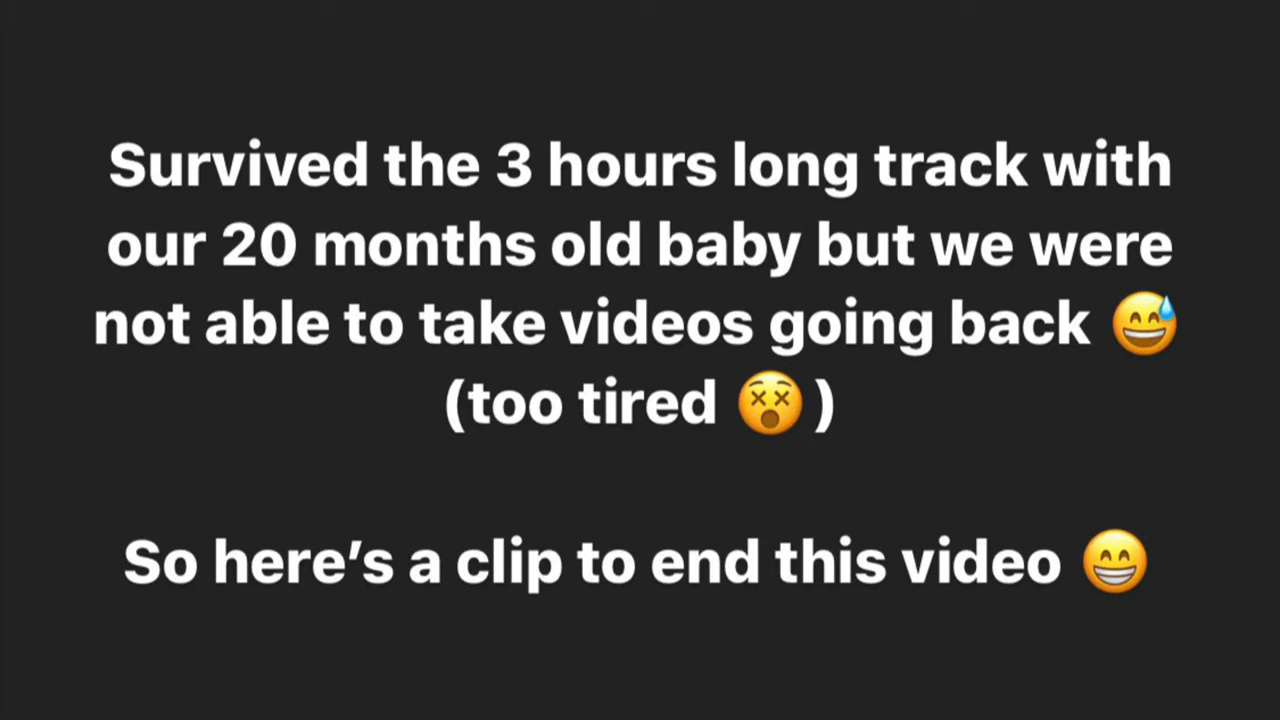 Survived the 3 hours long track with
our 20 months old baby but we were
not able to take videos going back 😅
(too tired 😵)
So here’s a clip to end this video 😁